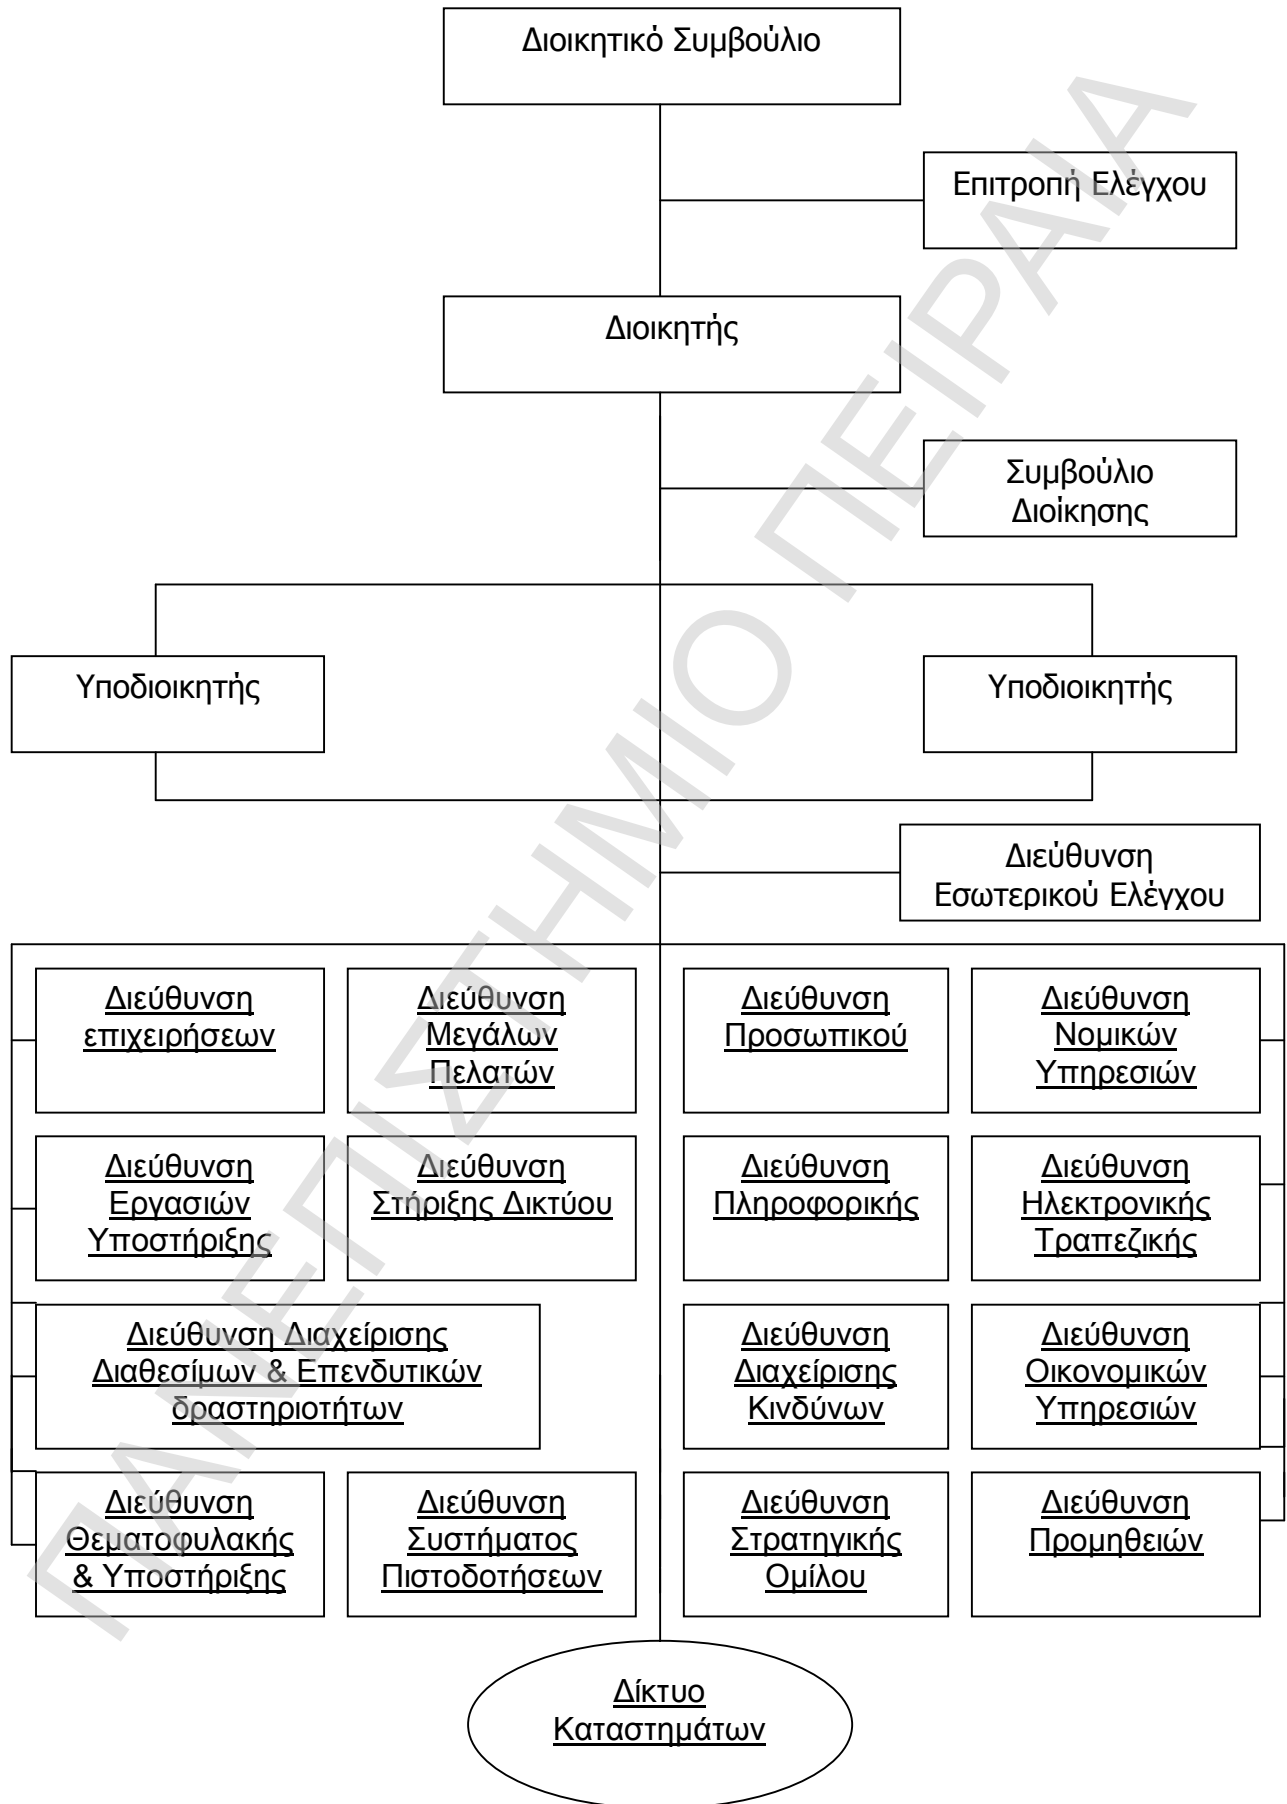 Διοικητικό Συμβούλιο
Επιτροπή Ελέγχου
Διοικητής
Συμβούλιο
Διοίκησης
Υποδιοικητής
Υποδιοικητής
Διεύθυνση
Εσωτερικού Ελέγχου
Διεύθυνση
επιχειρήσεων
Διεύθυνση
Μεγάλων
Πελατών
Διεύθυνση
Προσωπικού
Διεύθυνση
Νομικών
Υπηρεσιών
Διεύθυνση
Εργασιών
Υποστήριξης
Διεύθυνση
Στήριξης Δικτύου
Διεύθυνση
Πληροφορικής
Διεύθυνση
Ηλεκτρονικής
Τραπεζικής
Διεύθυνση Διαχείρισης
Διαθεσίμων & Επενδυτικών
δραστηριοτήτων
Διεύθυνση
Διαχείρισης
Κινδύνων
Διεύθυνση
Οικονομικών
Υπηρεσιών
Διεύθυνση
Θεματοφυλακής
& Υποστήριξης
Διεύθυνση
Συστήματος
Πιστοδοτήσεων
Διεύθυνση
Στρατηγικής
Ομίλου
Διεύθυνση
Προμηθειών
Δίκτυο
Καταστημάτων
ΠΑΝΕΠΙΣΤΗΜΙΟ ΠΕΙΡΑΙΑ